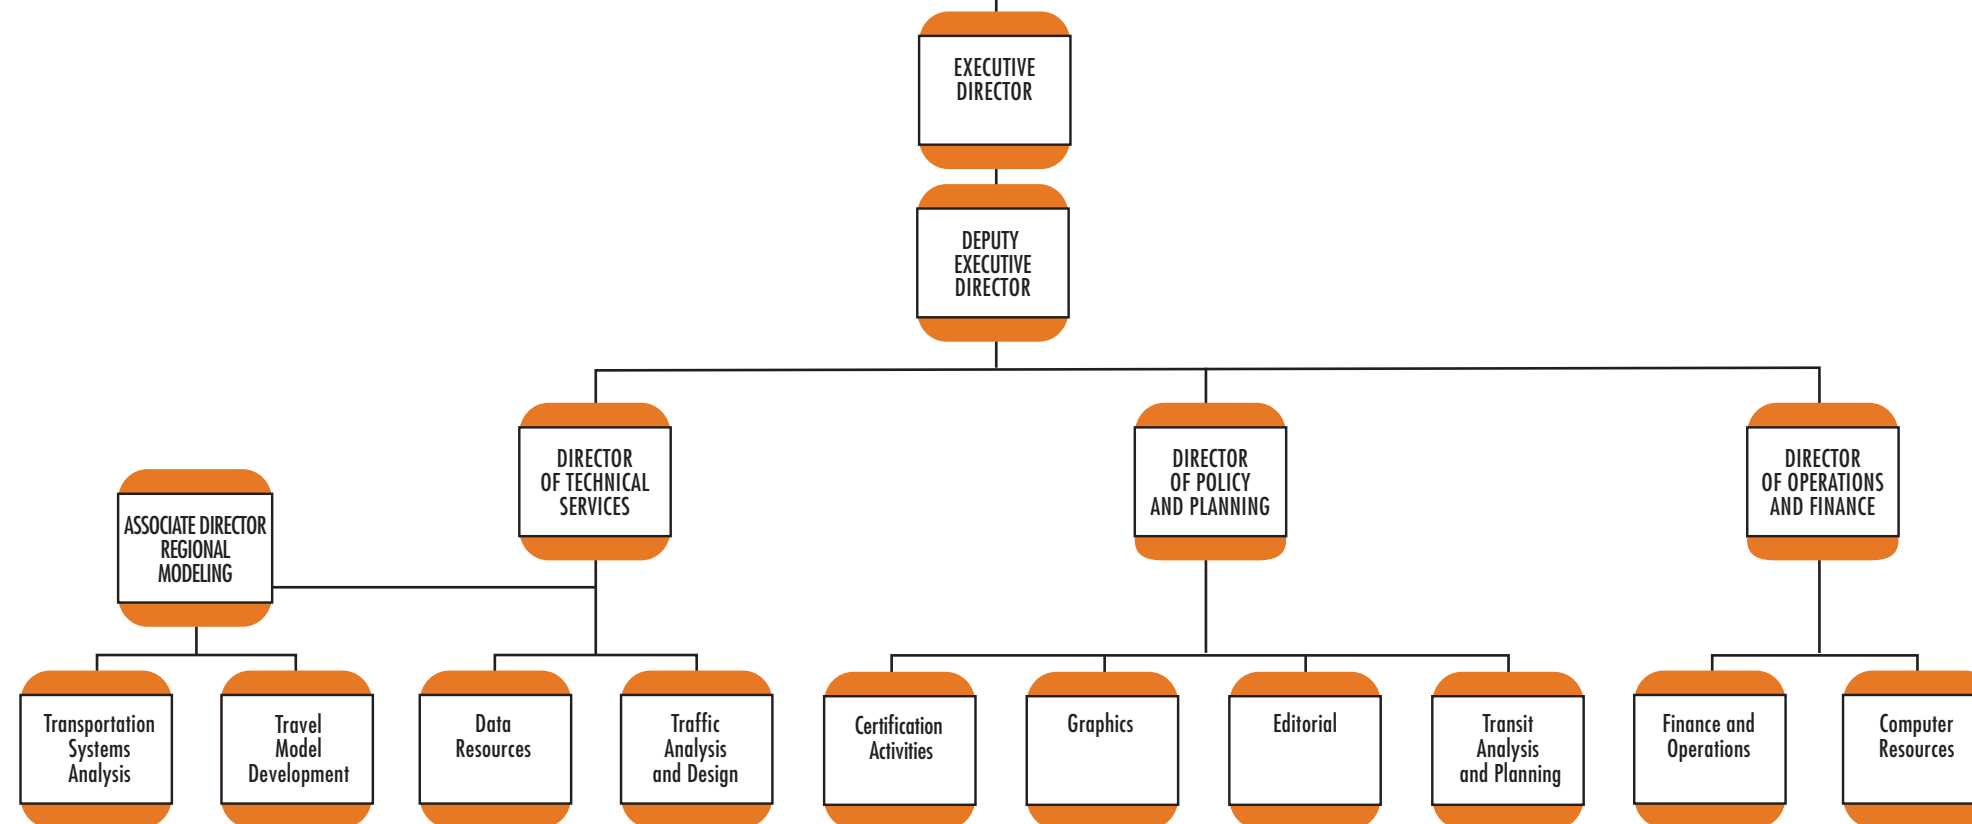 EXECUTIVE
DIRECTOR
DEPUTY
EXECUTIVE
DIRECTOR
DIRECTOR
OF TECHNICAL
SERVICES
DIRECTOR
OF POLICY
AND PLANNING
DIRECTOR
OF OPERATIONS
AND FINANCE
ASSOCIATE DIRECTOR
REGIONAL
MODELING
Transportation
Systems
Analysis
Travel
Model
Development
Data
Resources
Traffic
Analysis
and Design
Certification
Activities
Graphics
Editorial
Transit
Analysis
and Planning
Finance and
Operations
Computer
Resources